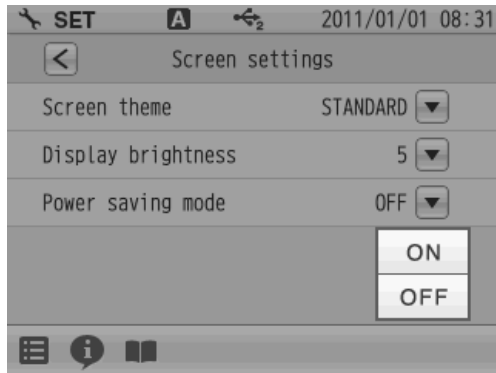 SET A 2 2011/01/01 08:31
Screen settings
Screen theme STANDARD
Display brightness 5
Power saving mode OFF
ON
OFF